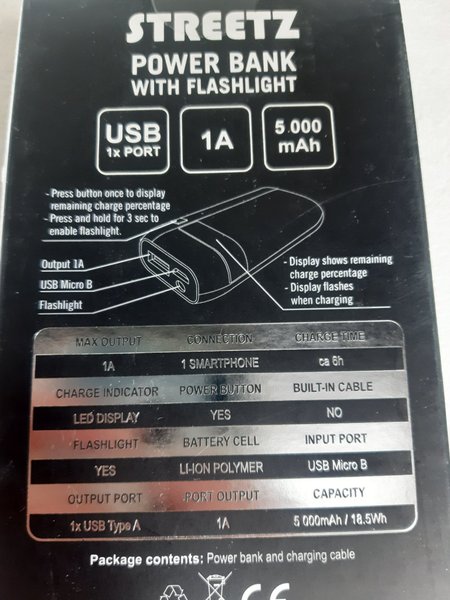 STREETZ
POWER BANK
WITH FLASHLIGHT
USB
1x PORT
1A
5.000
mAh
- Press button once to display
remaining charge percentage
- Press and hold for 3 sec to
enable flashlight.
Output 1A
USB Micro B
Flashlight
- Display shows remaining
charge percentage
- Display flashes
when charging
MAX OUTPUT CONNECTION CHARGE TIME
1A 1 SMARTPHONE ca 6h
CHARGE INDICATOR POWER BUTTON BUILT-IN CABLE
LED DISPLAY YES NO
FLASHLIGHT BATTERY CELL INPUT PORT
YES LI-ION POLYMER USB Micro B
OUTPUT PORT PORT OUTPUT CAPACITY
1x USB Type A 1A 5 000mAh / 18.5Wh
Package contents: Power bank and charging cable
CE